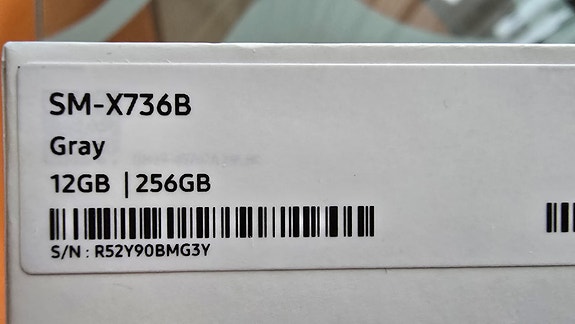 SM-X736B
Gray
12GB | 256GB
S/N : R52Y90BMG3Y